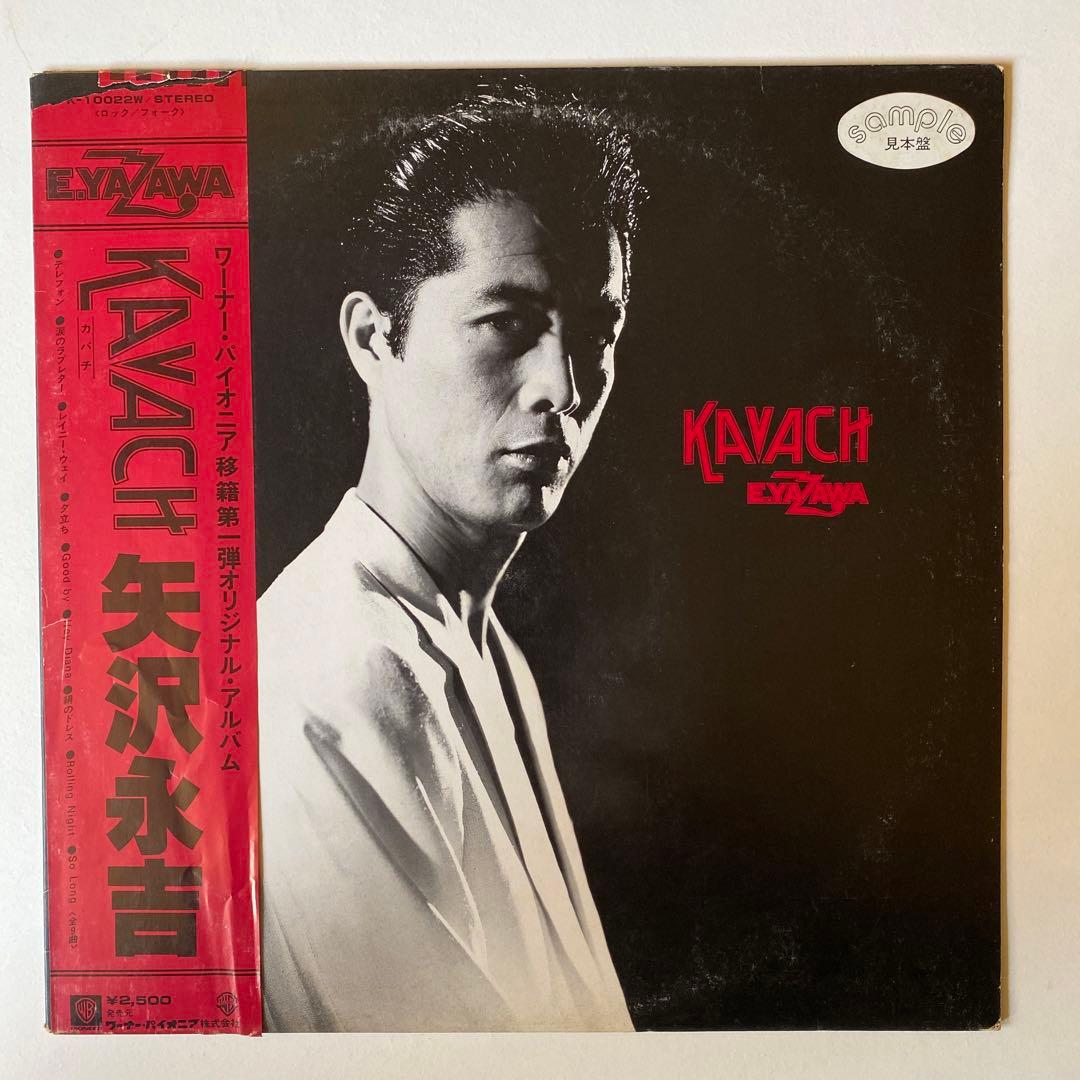 K-10022W/STEREO
〈ロック/フォーク〉
E.YAZAWA
KAVACH
カバチ
矢沢永吉
ワーナー・パイオニア移籍第一弾オリジナル・アルバム
●テレフォン ●涙のラブレター ●レイニー・ウェイ ●夕立ち ●Good by ●Hey Diana ●絹のドレス ●Rolling Night ●So Long 〈全9曲〉
¥2,500
発売元
ワーナー・パイオニア株式会社
sample
見本盤
KAVACH
E.YAZAWA